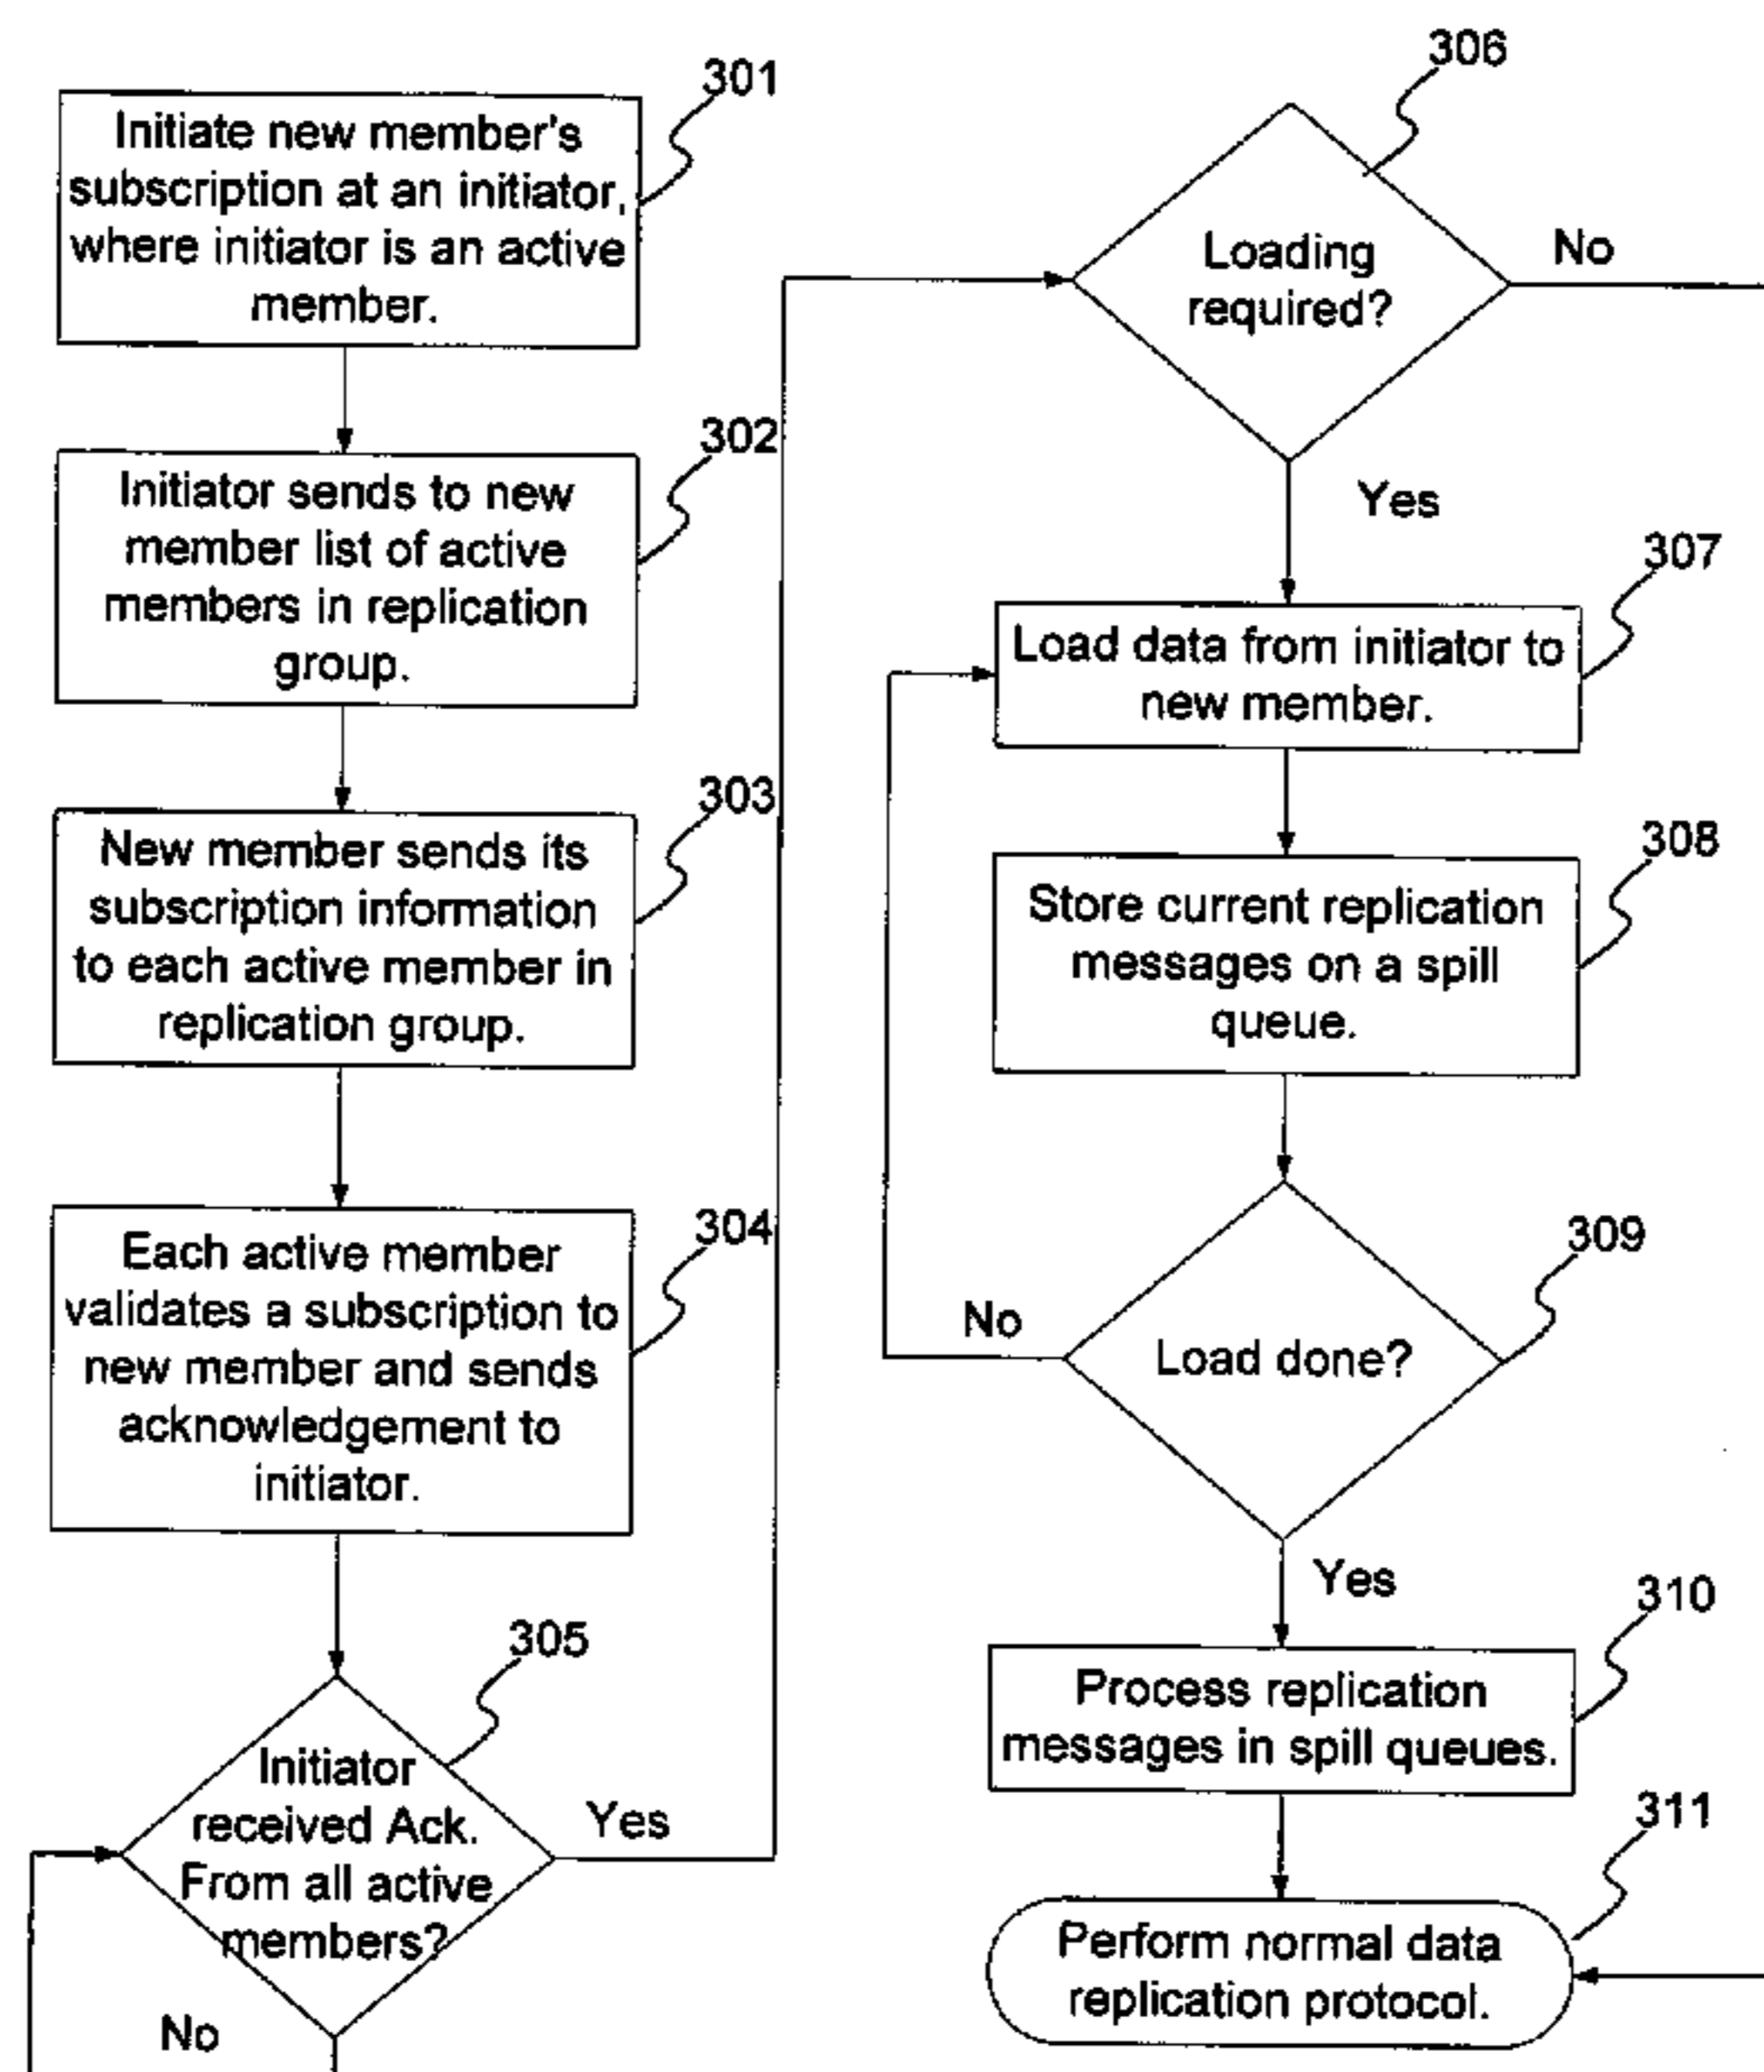 301
Initiate new member's
subscription at an initiator,
where initiator is an active
member.
302
Initiator sends to new
member list of active
members in replication
group.
303
New member sends its
subscription information
to each active member in
replication group.
304
Each active member
validates a subscription to
new member and sends
acknowledgement to
initiator.
305
Initiator
received Ack.
From all active
members?
Yes
No
306
Loading
required?
No
Yes
307
Load data from initiator to
new member.
308
Store current replication
messages on a spill
queue.
309
Load done?
No
Yes
310
Process replication
messages in spill queues.
311
Perform normal data
replication protocol.